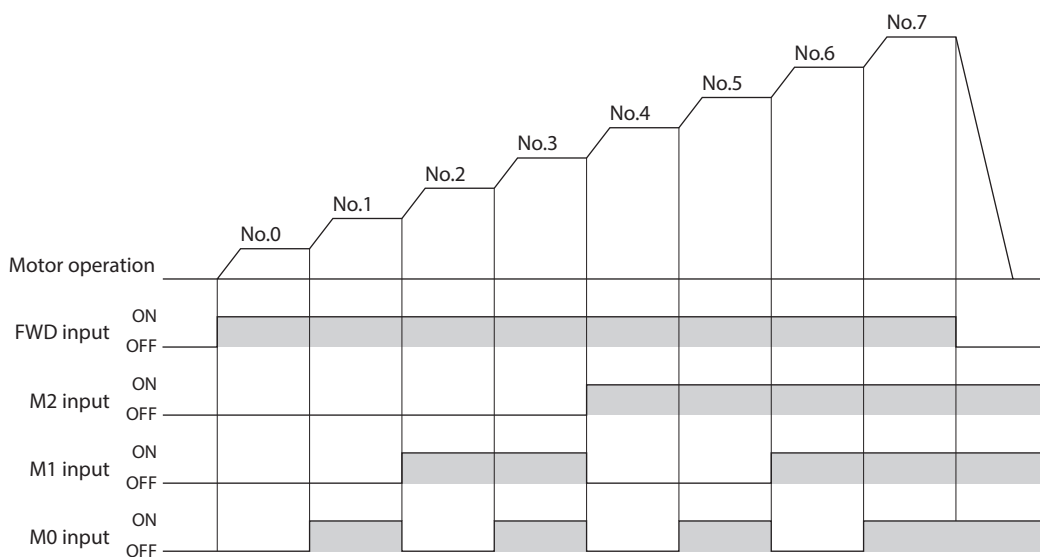 No.7
No.6
No.5
No.4
No.3
No.2
No.1
No.0
Motor operation
ON
FWD input
OFF
ON
M2 input
OFF
ON
M1 input
OFF
ON
M0 input
OFF